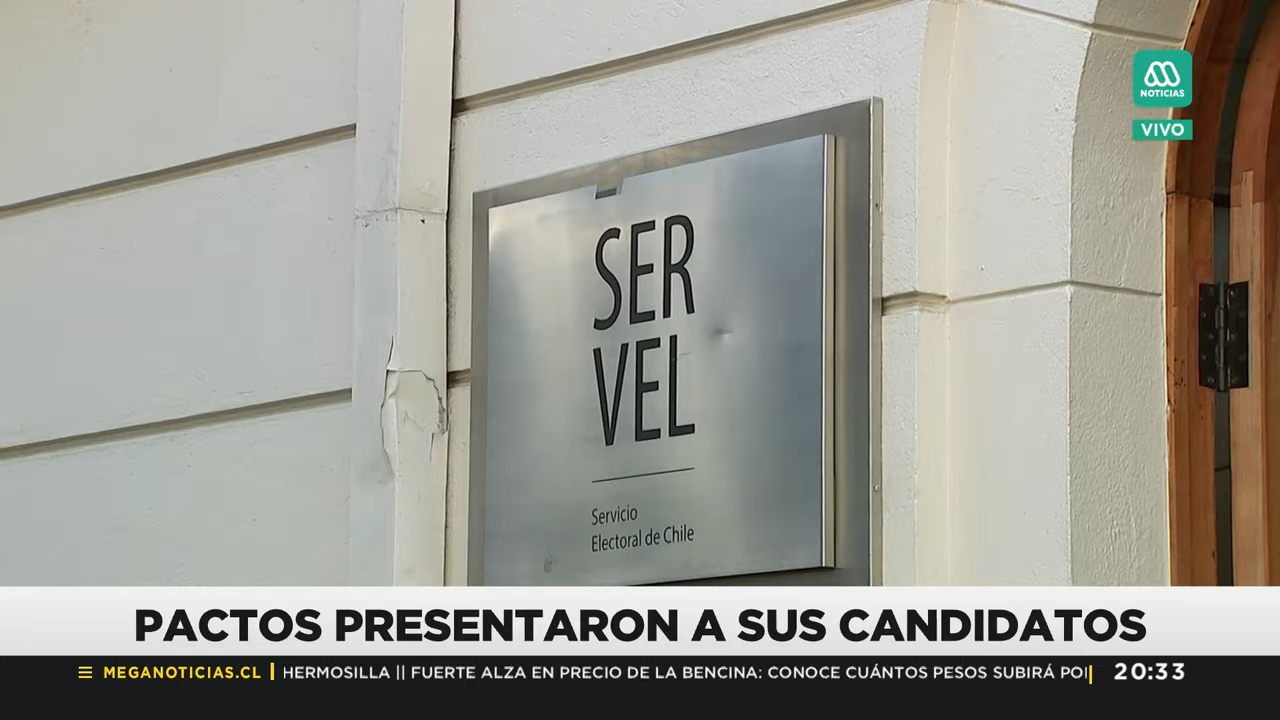 NOTICIAS
VIVO
SER
VEL
Servicio
Electoral de Chile
PACTOS PRESENTARON A SUS CANDIDATOS
MEGANOTICIAS.CL HERMOSILLA || FUERTE ALZA EN PRECIO DE LA BENCINA: CONOCE CUÁNTOS PESOS SUBIRÁ 20:33